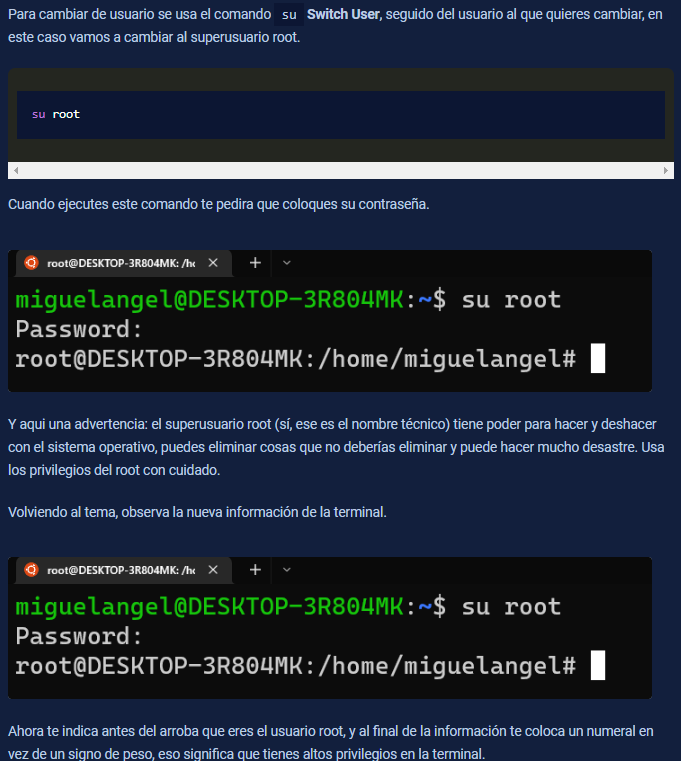 Para cambiar de usuario se usa el comando su Switch User, seguido del usuario al que quieres cambiar, en
este caso vamos a cambiar al superusuario root.
su root
Cuando ejecutes este comando te pedira que coloques su contraseña.
root@DESKTOP-3R804MK: /hc
miguelangel@DESKTOP-3R804MK:~$ su root
Password:
root@DESKTOP-3R804MK:/home/miguelangel#
Y aqui una advertencia: el superusuario root (sí, ese es el nombre técnico) tiene poder para hacer y deshacer
con el sistema operativo, puedes eliminar cosas que no deberías eliminar y puede hacer mucho desastre. Usa
los privilegios del root con cuidado.
Volviendo al tema, observa la nueva información de la terminal.
root@DESKTOP-3R804MK: /hc
miguelangel@DESKTOP-3R804MK:~$ su root
Password:
root@DESKTOP-3R804MK:/home/miguelangel#
Ahora te indica antes del arroba que eres el usuario root, y al final de la información te coloca un numeral en
vez de un signo de peso, eso significa que tienes altos privilegios en la terminal.